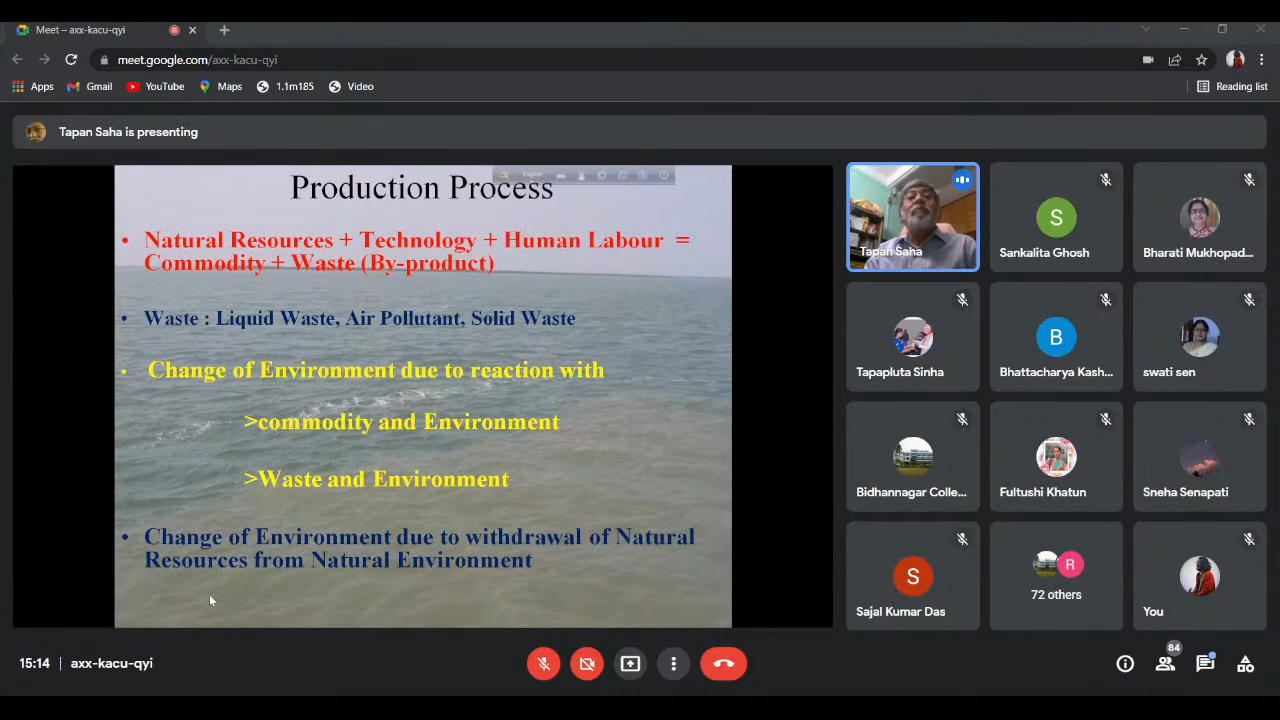 Meet – axx-kacu-qyi
meet.google.com/axx-kacu-qyi
Apps
Gmail
YouTube
Maps
1.1m185
Video
Reading list
Tapan Saha is presenting
English
Production Process
• Natural Resources + Technology + Human Labour =
Commodity + Waste (By-product)
• Waste : Liquid Waste, Air Pollutant, Solid Waste
• Change of Environment due to reaction with
>commodity and Environment
>Waste and Environment
• Change of Environment due to withdrawal of Natural
Resources from Natural Environment
Tapan Saha
S
Sankalita Ghosh
Bharati Mukhopad...
Tapapluta Sinha
B
Bhattacharya Kash...
swati sen
Bidhannagar Colle...
Fultushi Khatun
Sneha Senapati
S
Sajal Kumar Das
R
72 others
You
15:14 | axx-kacu-qyi
84